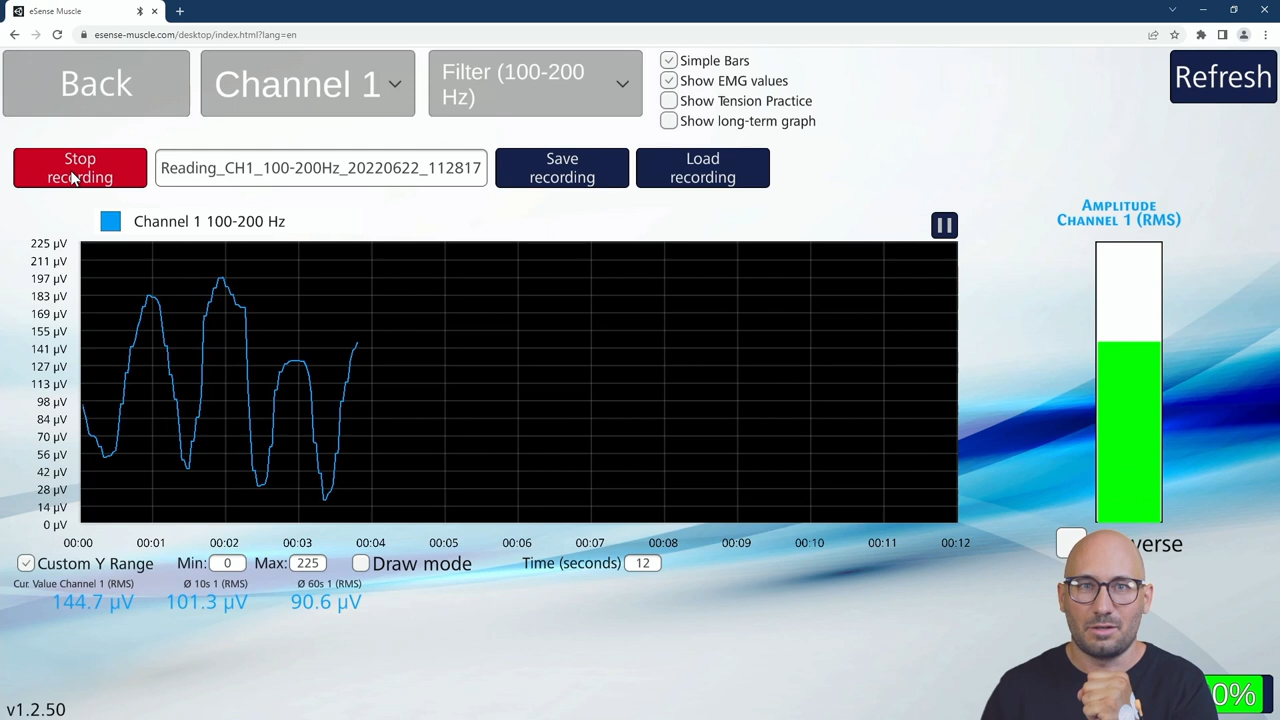 eSense Muscle
esense-muscle.com/desktop/index.html?lang=en
Back
Channel 1
Filter (100-200
Hz)
Simple Bars
Show EMG values
Show Tension Practice
Show long-term graph
Refresh
Stop
recording
Reading_CH1_100-200Hz_20220622_112817
Save
recording
Load
recording
Channel 1 100-200 Hz
AMPLITUDE
CHANNEL 1 (RMS)
225 µV
211 µV
197 µV
183 µV
169 µV
155 µV
141 µV
127 µV
113 µV
98 µV
84 µV
70 µV
56 µV
42 µV
28 µV
14 µV
0 µV
00:00 00:01 00:02 00:03 00:04 00:05 00:06 00:07 00:08 00:09 00:10 00:11 00:12
Custom Y Range Min: 0 Max: 225 Draw mode Time (seconds) 12
verse
Cur. Value Channel 1 (RMS) Ø 10s 1 (RMS) Ø 60s 1 (RMS)
144.7 µV 101.3 µV 90.6 µV
0%
v1.2.50